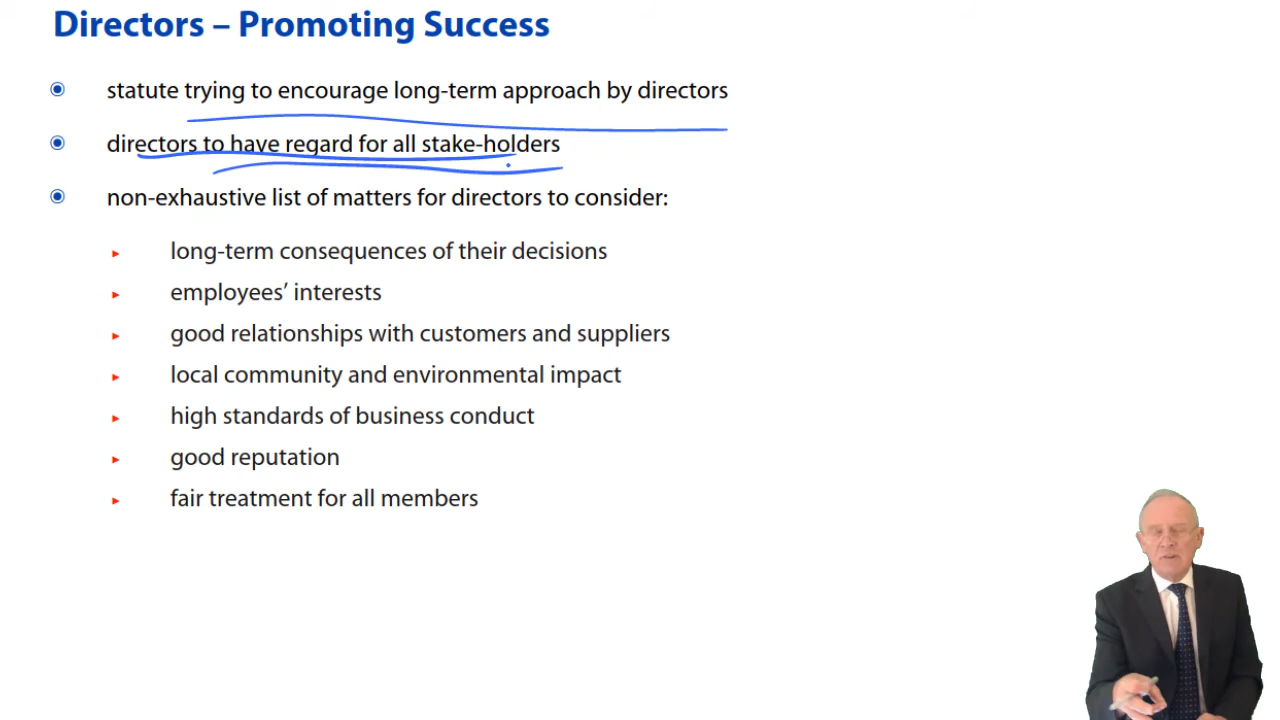 Directors – Promoting Success
statute trying to encourage long-term approach by directors
directors to have regard for all stake-holders
non-exhaustive list of matters for directors to consider:
long-term consequences of their decisions
employees’ interests
good relationships with customers and suppliers
local community and environmental impact
high standards of business conduct
good reputation
fair treatment for all members